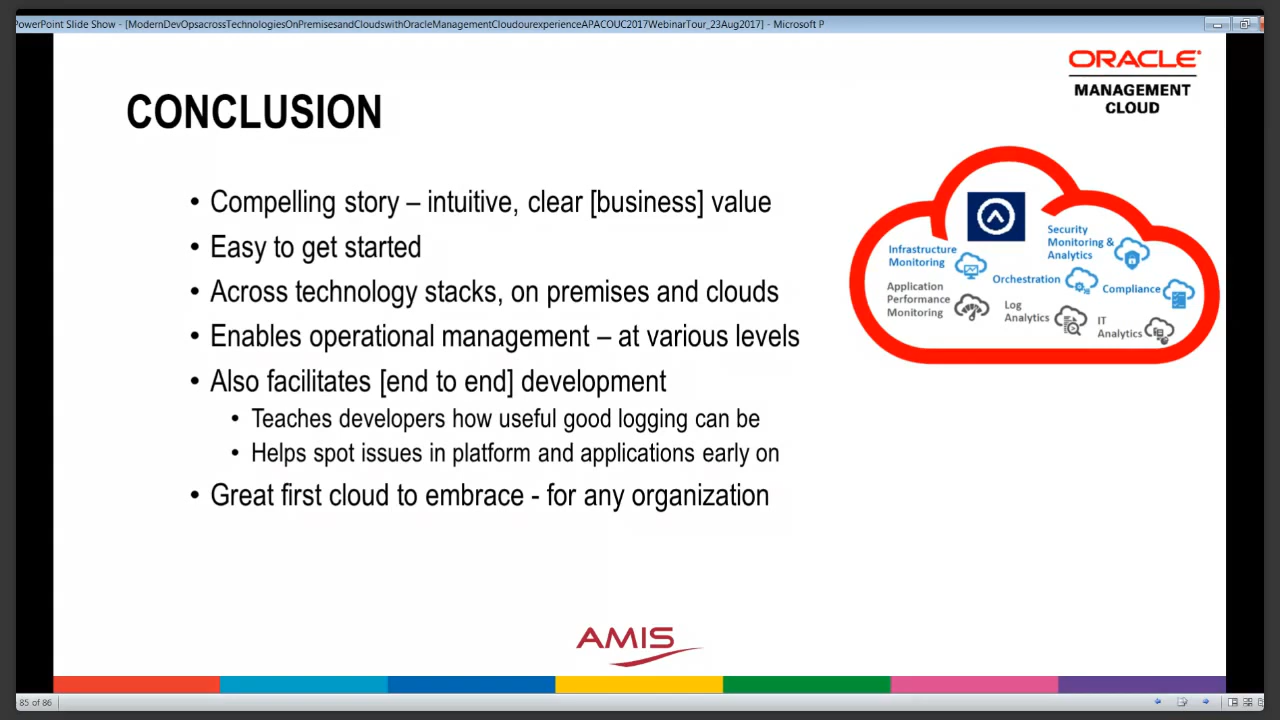 PowerPoint Slide Show - [ModernDevOpsacrossTechnologiesOnPremisesandCloudswithOracleManagementCloudourexperienceAPACOUC2017WebinarTour_23Aug2017] - Microsoft P
ORACLE
MANAGEMENT
CLOUD
CONCLUSION
• Compelling story – intuitive, clear [business] value
• Easy to get started
• Across technology stacks, on premises and clouds
• Enables operational management – at various levels
• Also facilitates [end to end] development
• Teaches developers how useful good logging can be
• Helps spot issues in platform and applications early on
• Great first cloud to embrace - for any organization
Infrastructure
Monitoring
Security
Monitoring &
Analytics
Orchestration
Compliance
Application
Performance
Monitoring
Log
Analytics
IT
Analytics
AMIS
85 of 86